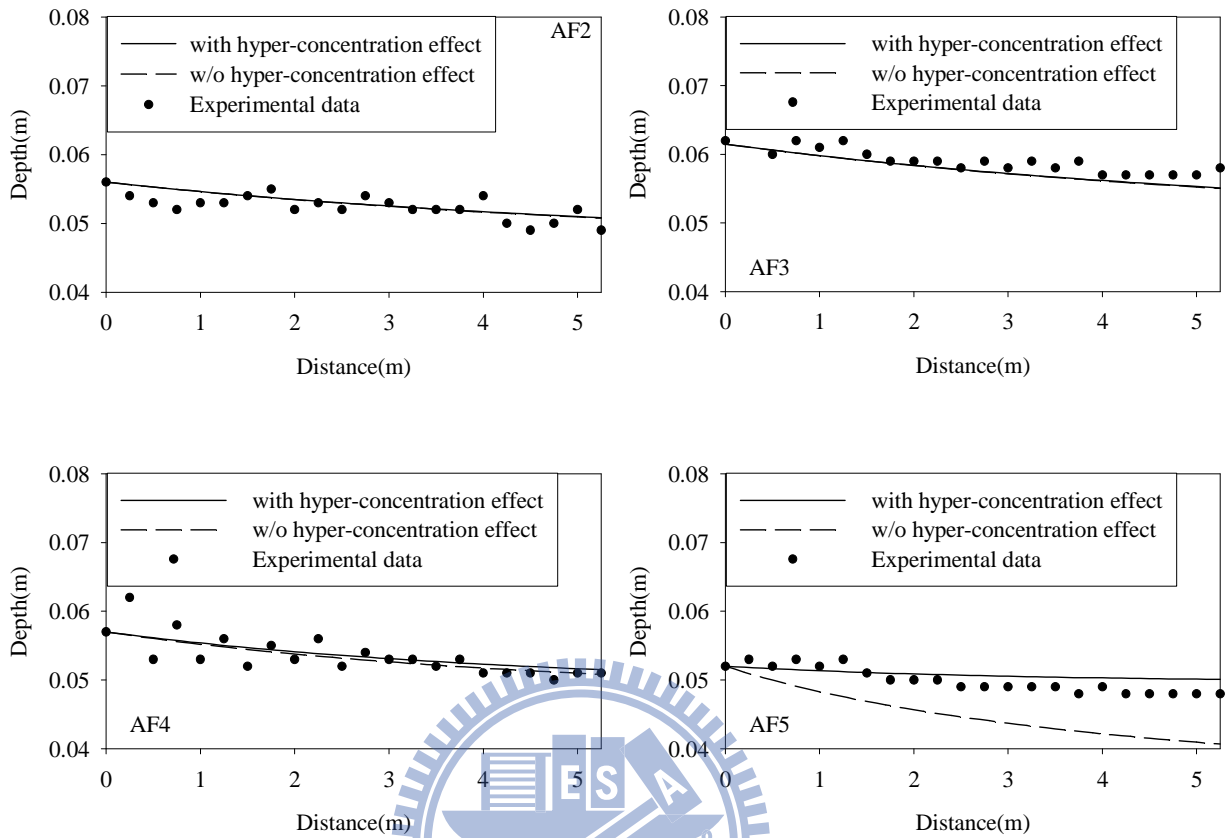 0.08
0.07
0.06
0.05
0.04
Depth(m)
with hyper-concentration effect
w/o hyper-concentration effect
Experimental data
AF2
0 1 2 3 4 5
Distance(m)
0.08
0.07
0.06
0.05
0.04
Depth(m)
with hyper-concentration effect
w/o hyper-concentration effect
Experimental data
AF3
0 1 2 3 4 5
Distance(m)
0.08
0.07
0.06
0.05
0.04
Depth(m)
with hyper-concentration effect
w/o hyper-concentration effect
Experimental data
AF4
0 1 2 3 4 5
Distance(m)
0.08
0.07
0.06
0.05
0.04
Depth(m)
with hyper-concentration effect
w/o hyper-concentration effect
Experimental data
AF5
0 1 2 3 4 5
Distance(m)
E S A